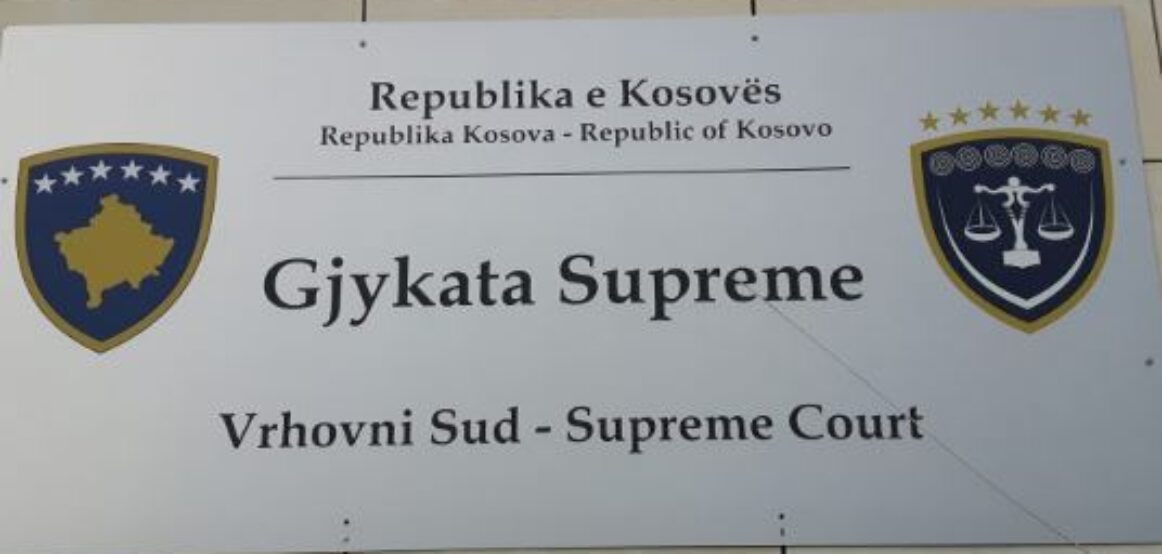 Republika e Kosovës
Republika Kosova - Republic of Kosovo
Gjykata Supreme
Vrhovni Sud - Supreme Court